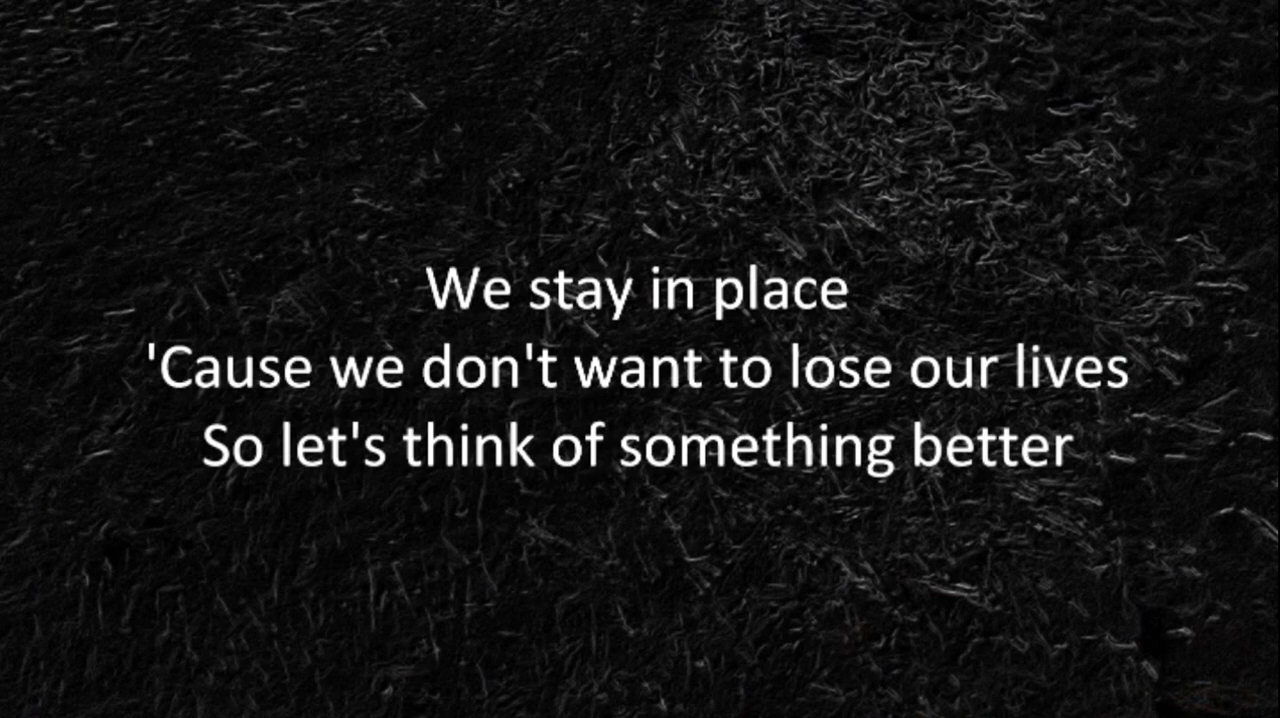 We stay in place
'Cause we don't want to lose our lives
So let's think of something better